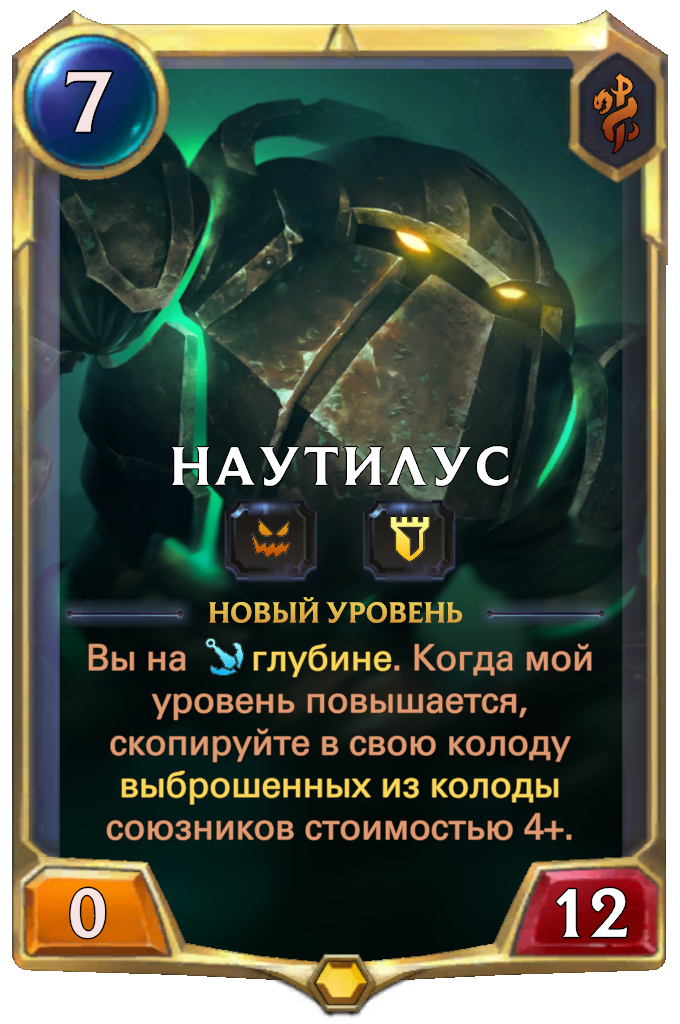 7
НАУТИЛУС
НОВЫЙ УРОВЕНЬ
Вы на глубине. Когда мой
уровень повышается,
скопируйте в свою колоду
выброшенных из колоды
союзников стоимостью 4+.
0
12